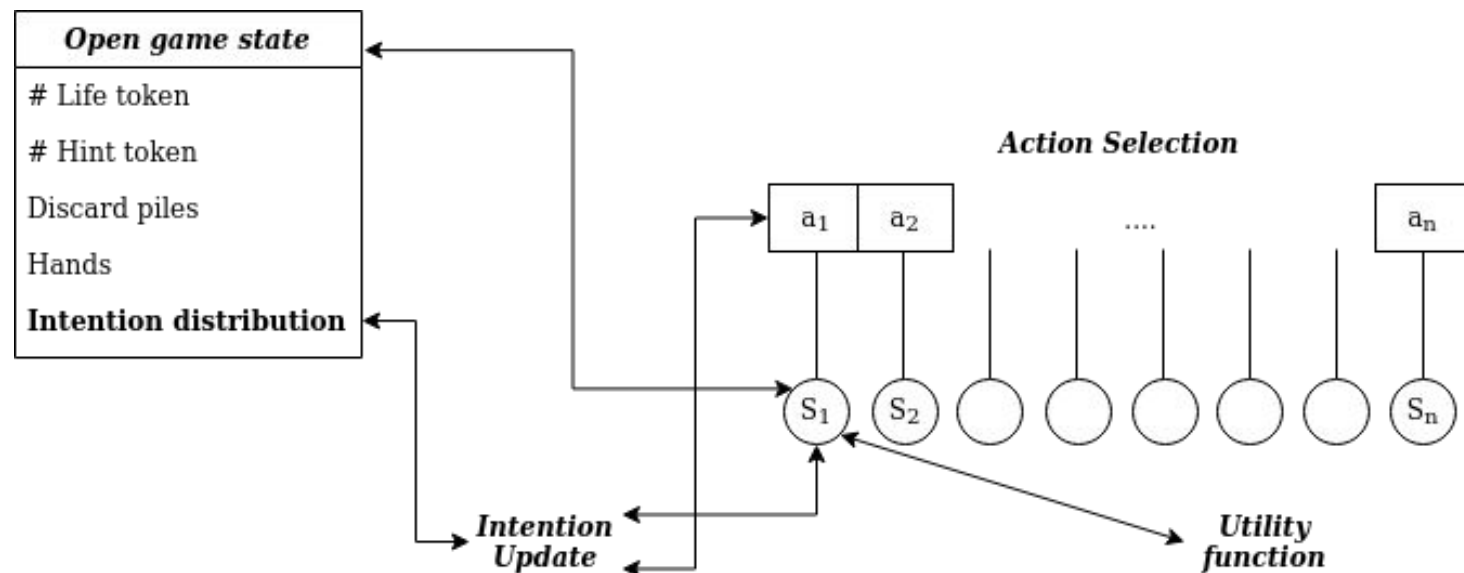 Open game state
# Life token
# Hint token
Discard piles
Hands
Intention distribution
Action Selection
a1 a2 .... an
S1 S2 Sn
Intention
Update
Utility
function